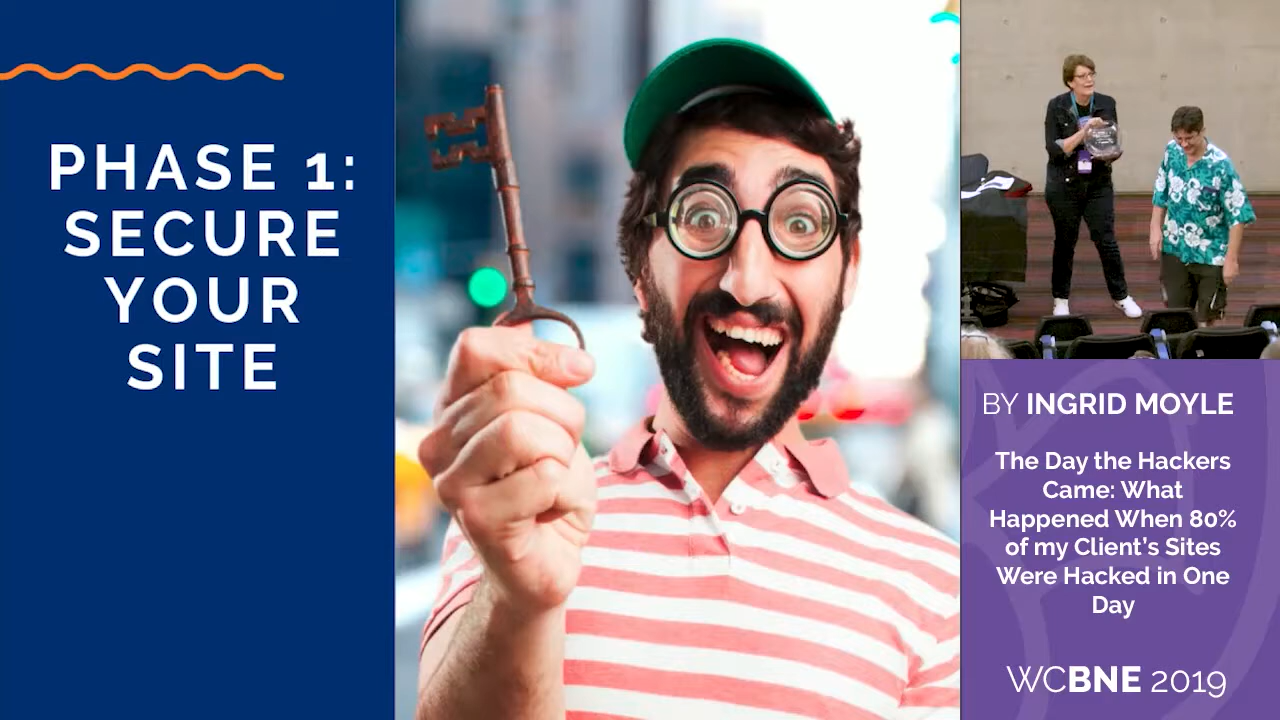 PHASE 1:
SECURE
YOUR
SITE
BY INGRID MOYLE
The Day the Hackers
Came: What
Happened When 80%
of my Client's Sites
Were Hacked in One
Day
WCBNE 2019